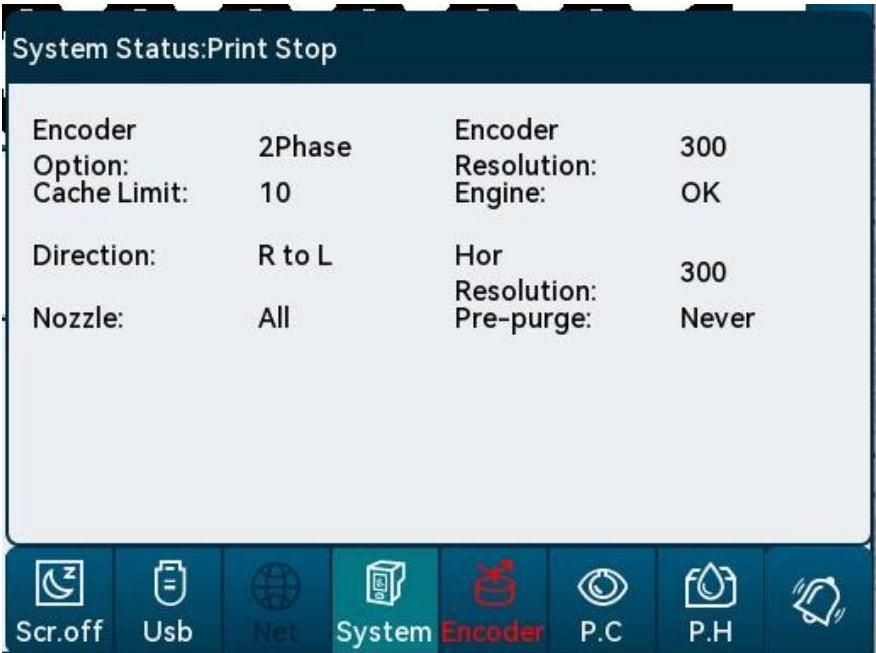 System Status:Print Stop
Encoder Option: 2Phase
Encoder Resolution: 300
Cache Limit: 10
Engine: OK
Direction: R to L
Hor Resolution: 300
Nozzle: All
Pre-purge: Never
Scr.off
Usb
Net
System
Encoder
P.C
P.H